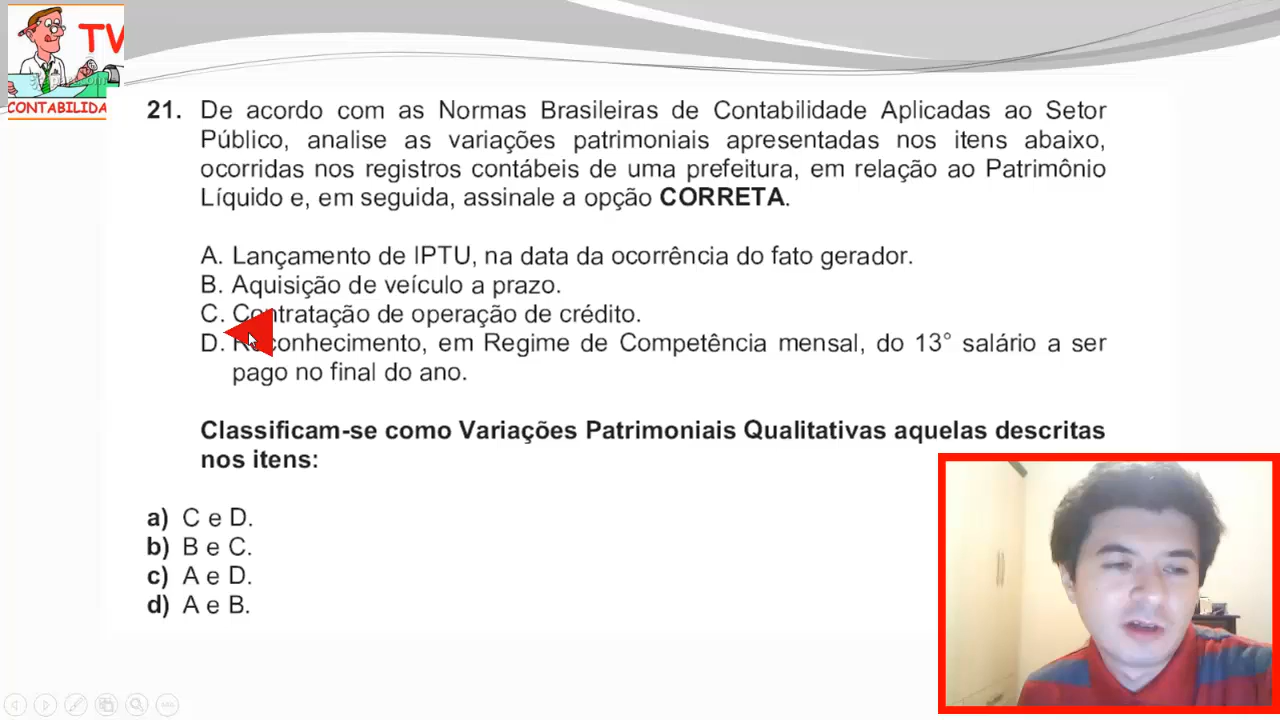 TV
CONTABILIDA
21. De acordo com as Normas Brasileiras de Contabilidade Aplicadas ao Setor
Público, analise as variações patrimoniais apresentadas nos itens abaixo,
ocorridas nos registros contábeis de uma prefeitura, em relação ao Patrimônio
Líquido e, em seguida, assinale a opção CORRETA.
A. Lançamento de IPTU, na data da ocorrência do fato gerador.
B. Aquisição de veículo a prazo.
C. Contratação de operação de crédito.
D. Reconhecimento, em Regime de Competência mensal, do 13° salário a ser
pago no final do ano.
Classificam-se como Variações Patrimoniais Qualitativas aquelas descritas
nos itens:
a) C e D.
b) B e C.
c) A e D.
d) A e B.